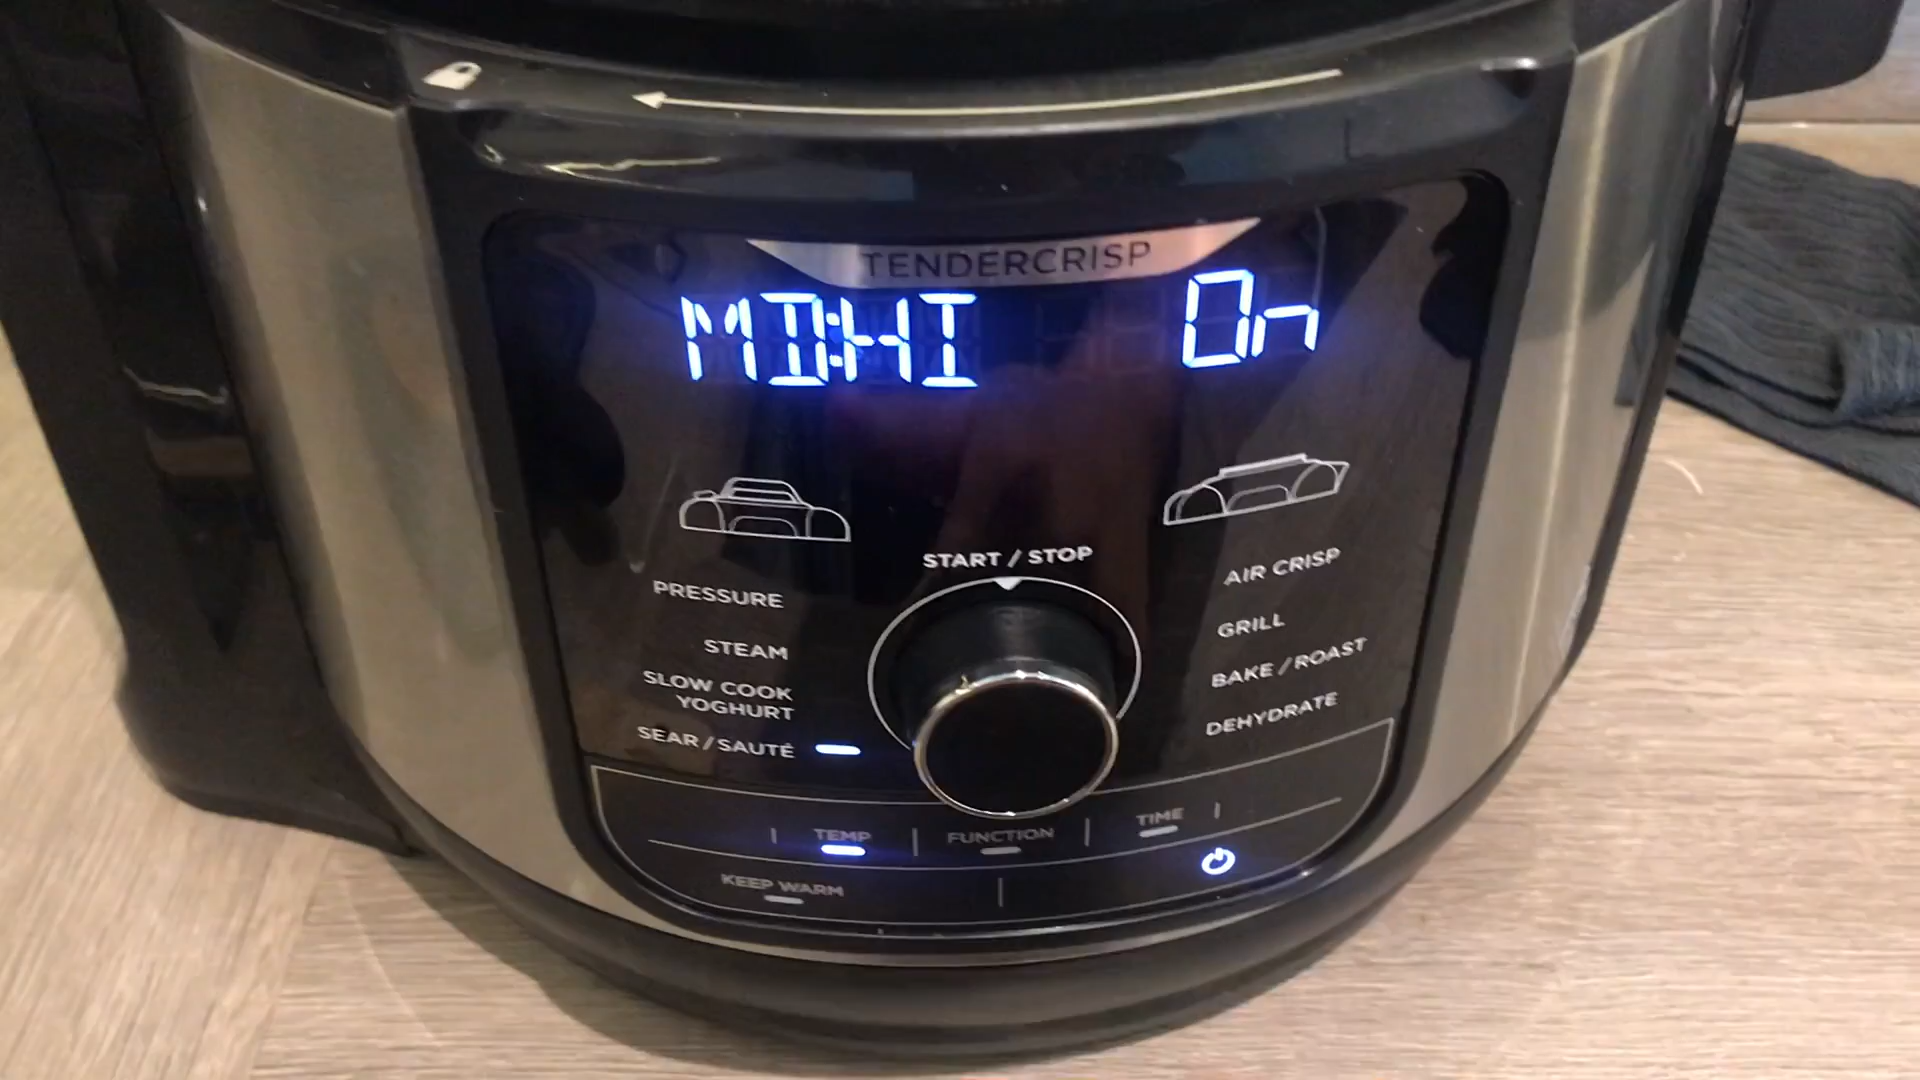 TENDERCRISP
MD:HI On
START / STOP
PRESSURE
STEAM
SLOW COOK
YOGHURT
SEAR / SAUTÉ
AIR CRISP
GRILL
BAKE / ROAST
DEHYDRATE
TEMP FUNCTION TIME
KEEP WARM